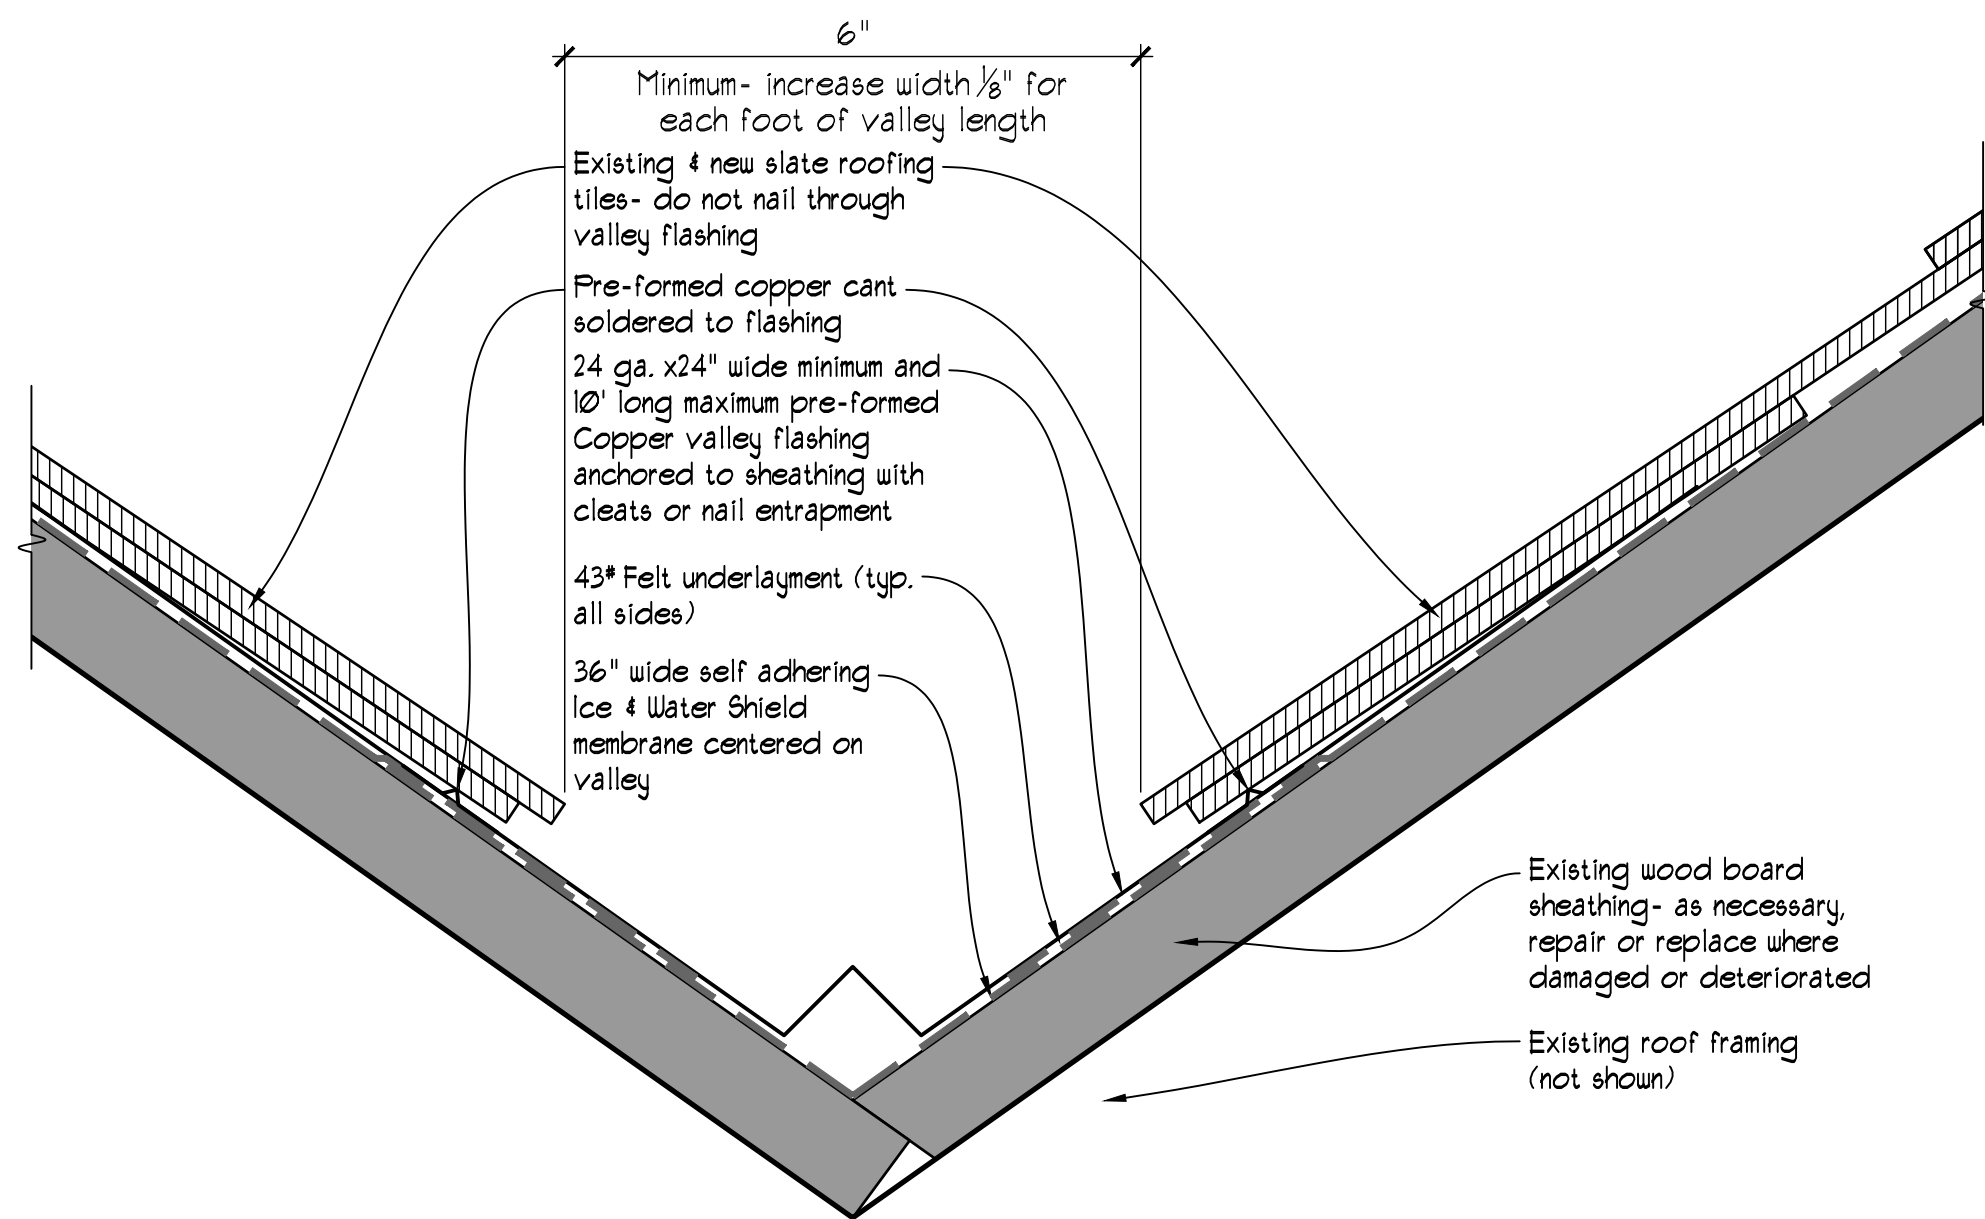 6"
Minimum- increase width ⅛" for
each foot of valley length
Existing & new slate roofing
tiles- do not nail through
valley flashing
Pre-formed copper cant
soldered to flashing
24 ga. x24" wide minimum and
10' long maximum pre-formed
Copper valley flashing
anchored to sheathing with
cleats or nail entrapment
43# Felt underlayment (typ.
all sides)
36" wide self adhering
Ice & Water Shield
membrane centered on
valley
Existing wood board
sheathing- as necessary,
repair or replace where
damaged or deteriorated
Existing roof framing
(not shown)